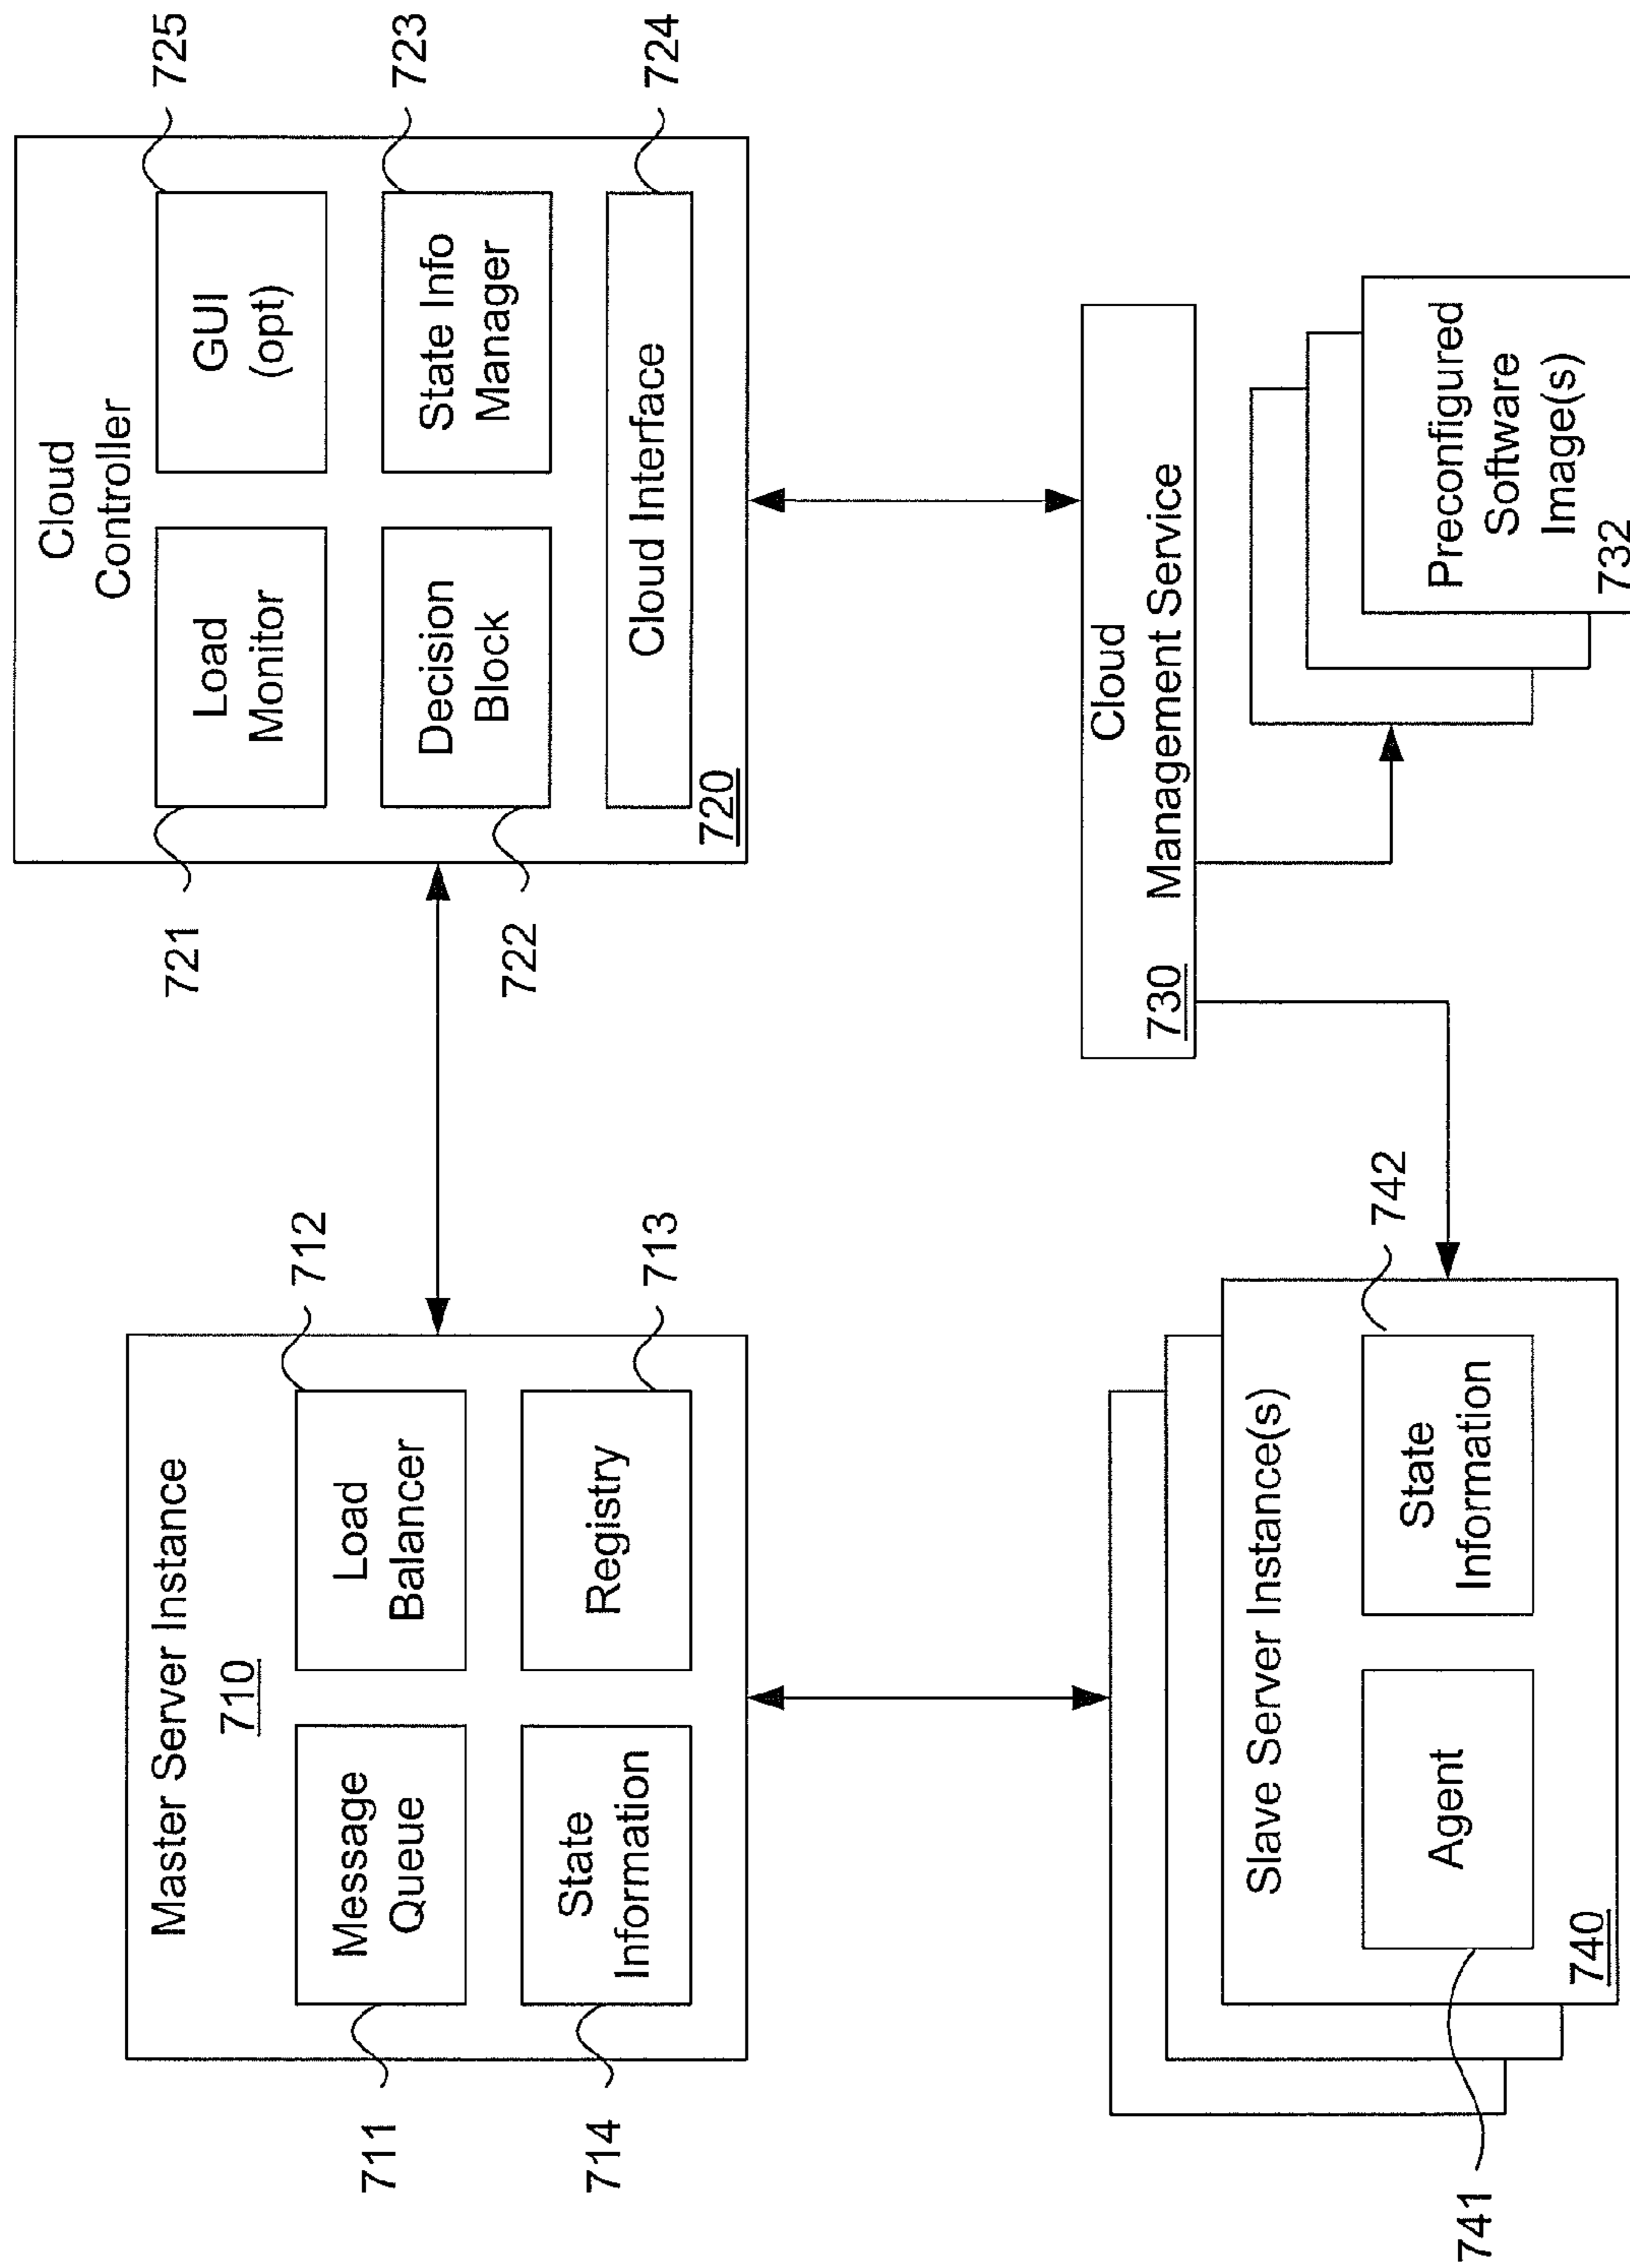 Master Server Instance
710
711
Message
Queue
712
Load
Balancer
714
State
Information
713
Registry
Cloud
Controller
721
Load
Monitor
725
GUI
(opt)
722
Decision
Block
723
State Info
Manager
724
Cloud Interface
720
Slave Server Instance(s)
741
Agent
742
State
Information
740
Cloud
730 Management Service
Preconfigured
Software
Image(s)
732